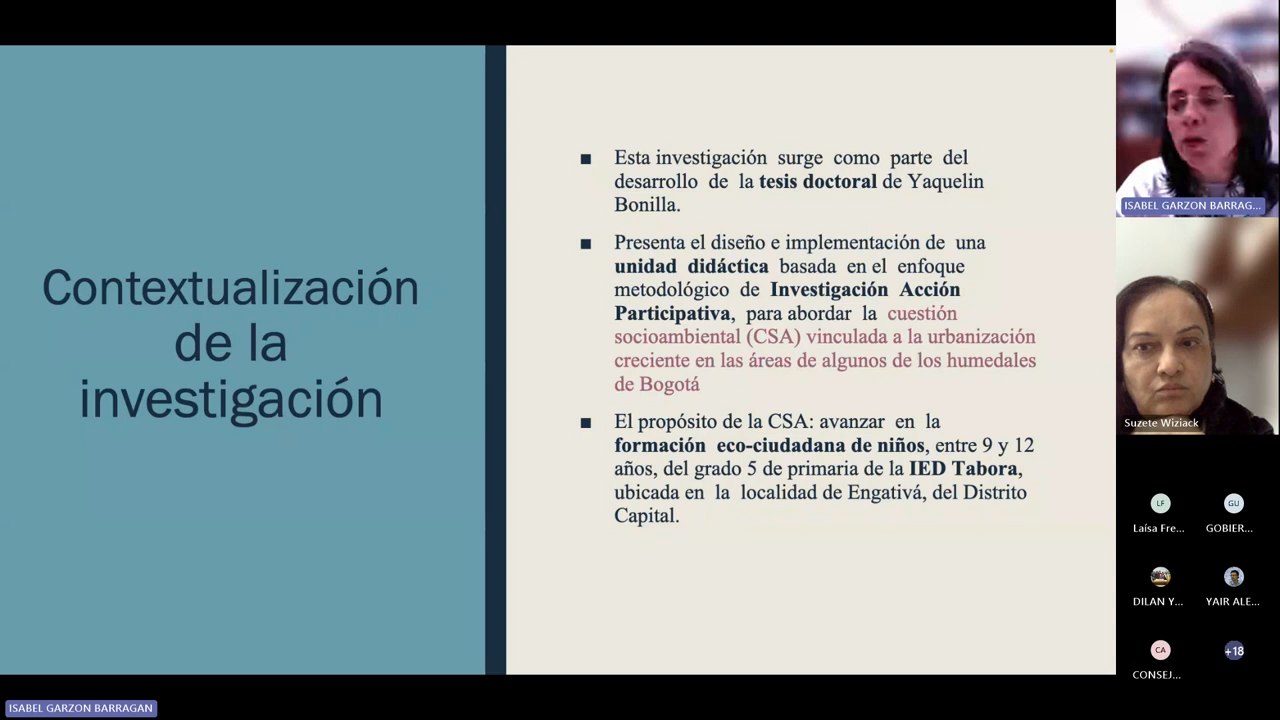 Contextualización
de la
investigación
Esta investigación surge como parte del
desarrollo de la tesis doctoral de Yaquelin
Bonilla.
Presenta el diseño e implementación de una
unidad didáctica basada en el enfoque
metodológico de Investigación Acción
Participativa, para abordar la cuestión
socioambiental (CSA) vinculada a la urbanización
creciente en las áreas de algunos de los humedales
de Bogotá
El propósito de la CSA: avanzar en la
formación eco-ciudadana de niños, entre 9 y 12
años, del grado 5 de primaria de la IED Tabora,
ubicada en la localidad de Engativá, del Distrito
Capital.
ISABEL GARZON BARRAG...
Suzete Wiziack
LF
GU
Laísa Fre...
GOBIER...
DILAN Y...
YAIR ALE...
CA
+18
CONSEJ...
ISABEL GARZON BARRAGAN